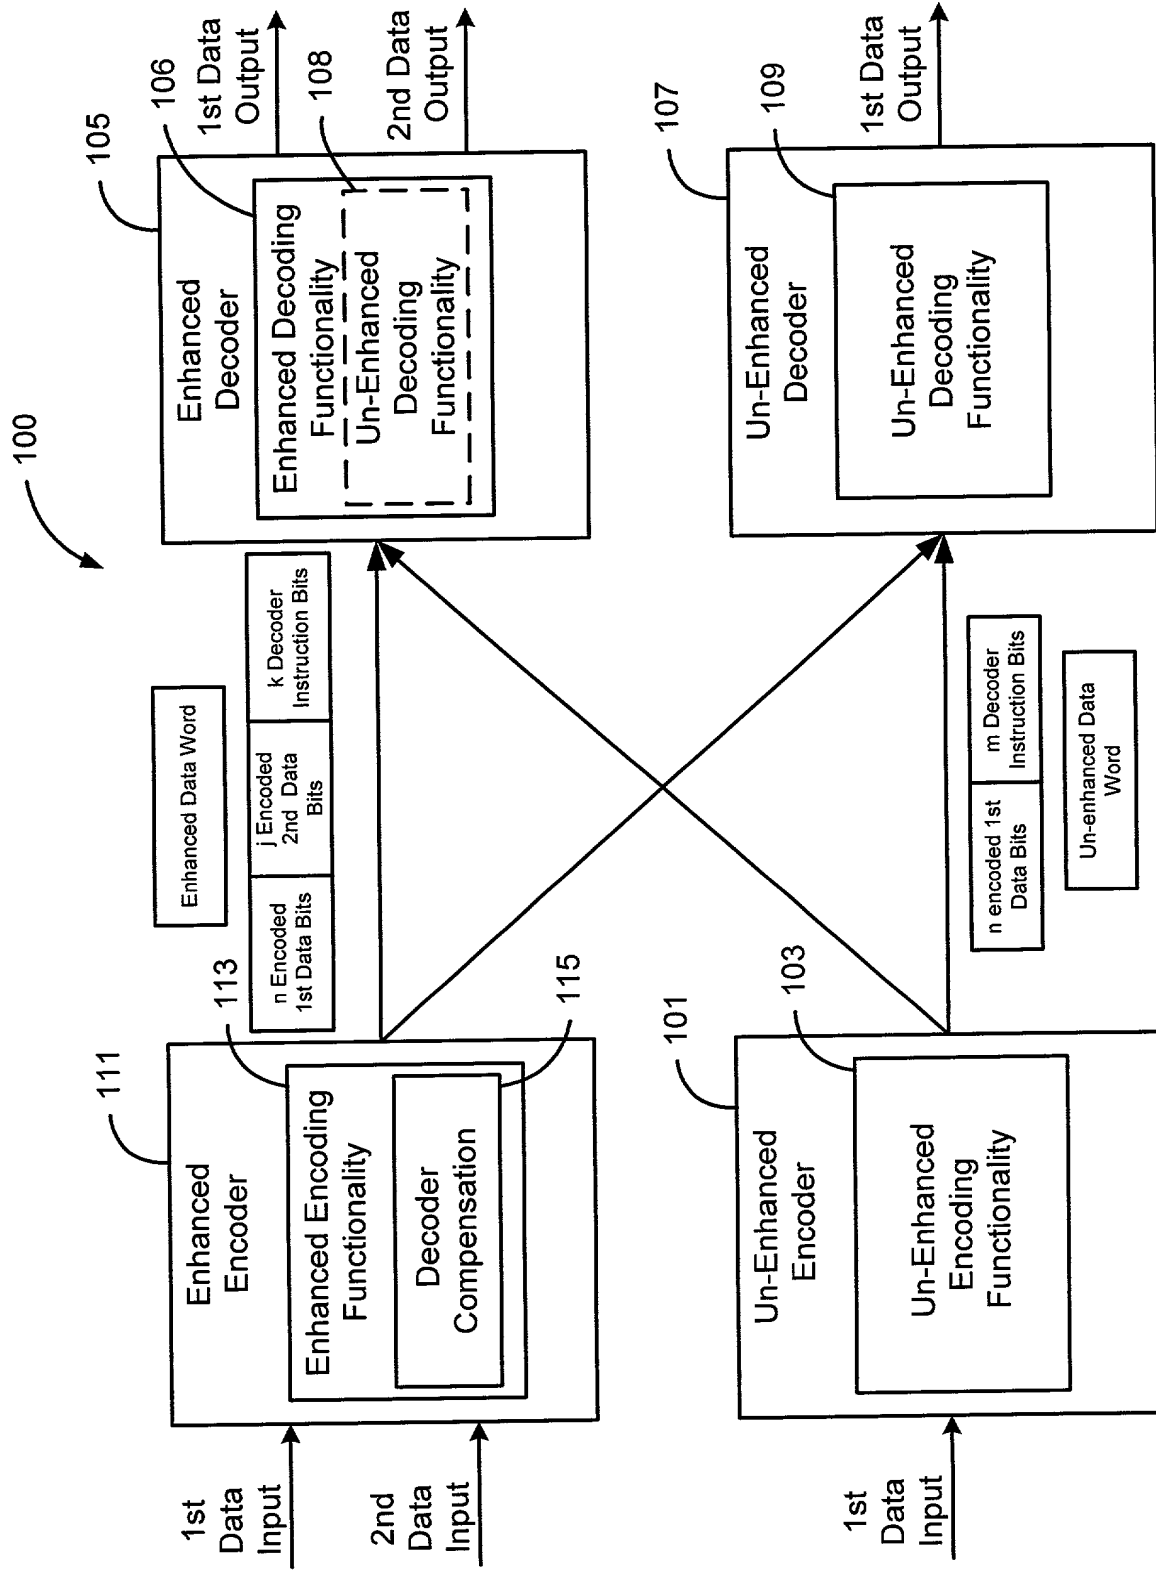 100
111
Enhanced
Encoder
113
Enhanced Encoding
Functionality
115
Decoder
Compensation
1st
Data
Input
2nd
Data
Input
Enhanced Data Word
n Encoded
1st Data Bits
j Encoded
2nd Data
Bits
k Decoder
Instruction Bits
105
Enhanced
Decoder
106
Enhanced Decoding
Functionality
108
Un-Enhanced
Decoding
Functionality
1st Data
Output
2nd Data
Output
101
Un-Enhanced
Encoder
103
Un-Enhanced
Encoding
Functionality
1st
Data
Input
n encoded 1st
Data Bits
m Decoder
Instruction Bits
Un-enhanced Data
Word
107
Un-Enhanced
Decoder
109
Un-Enhanced
Decoding
Functionality
1st Data
Output